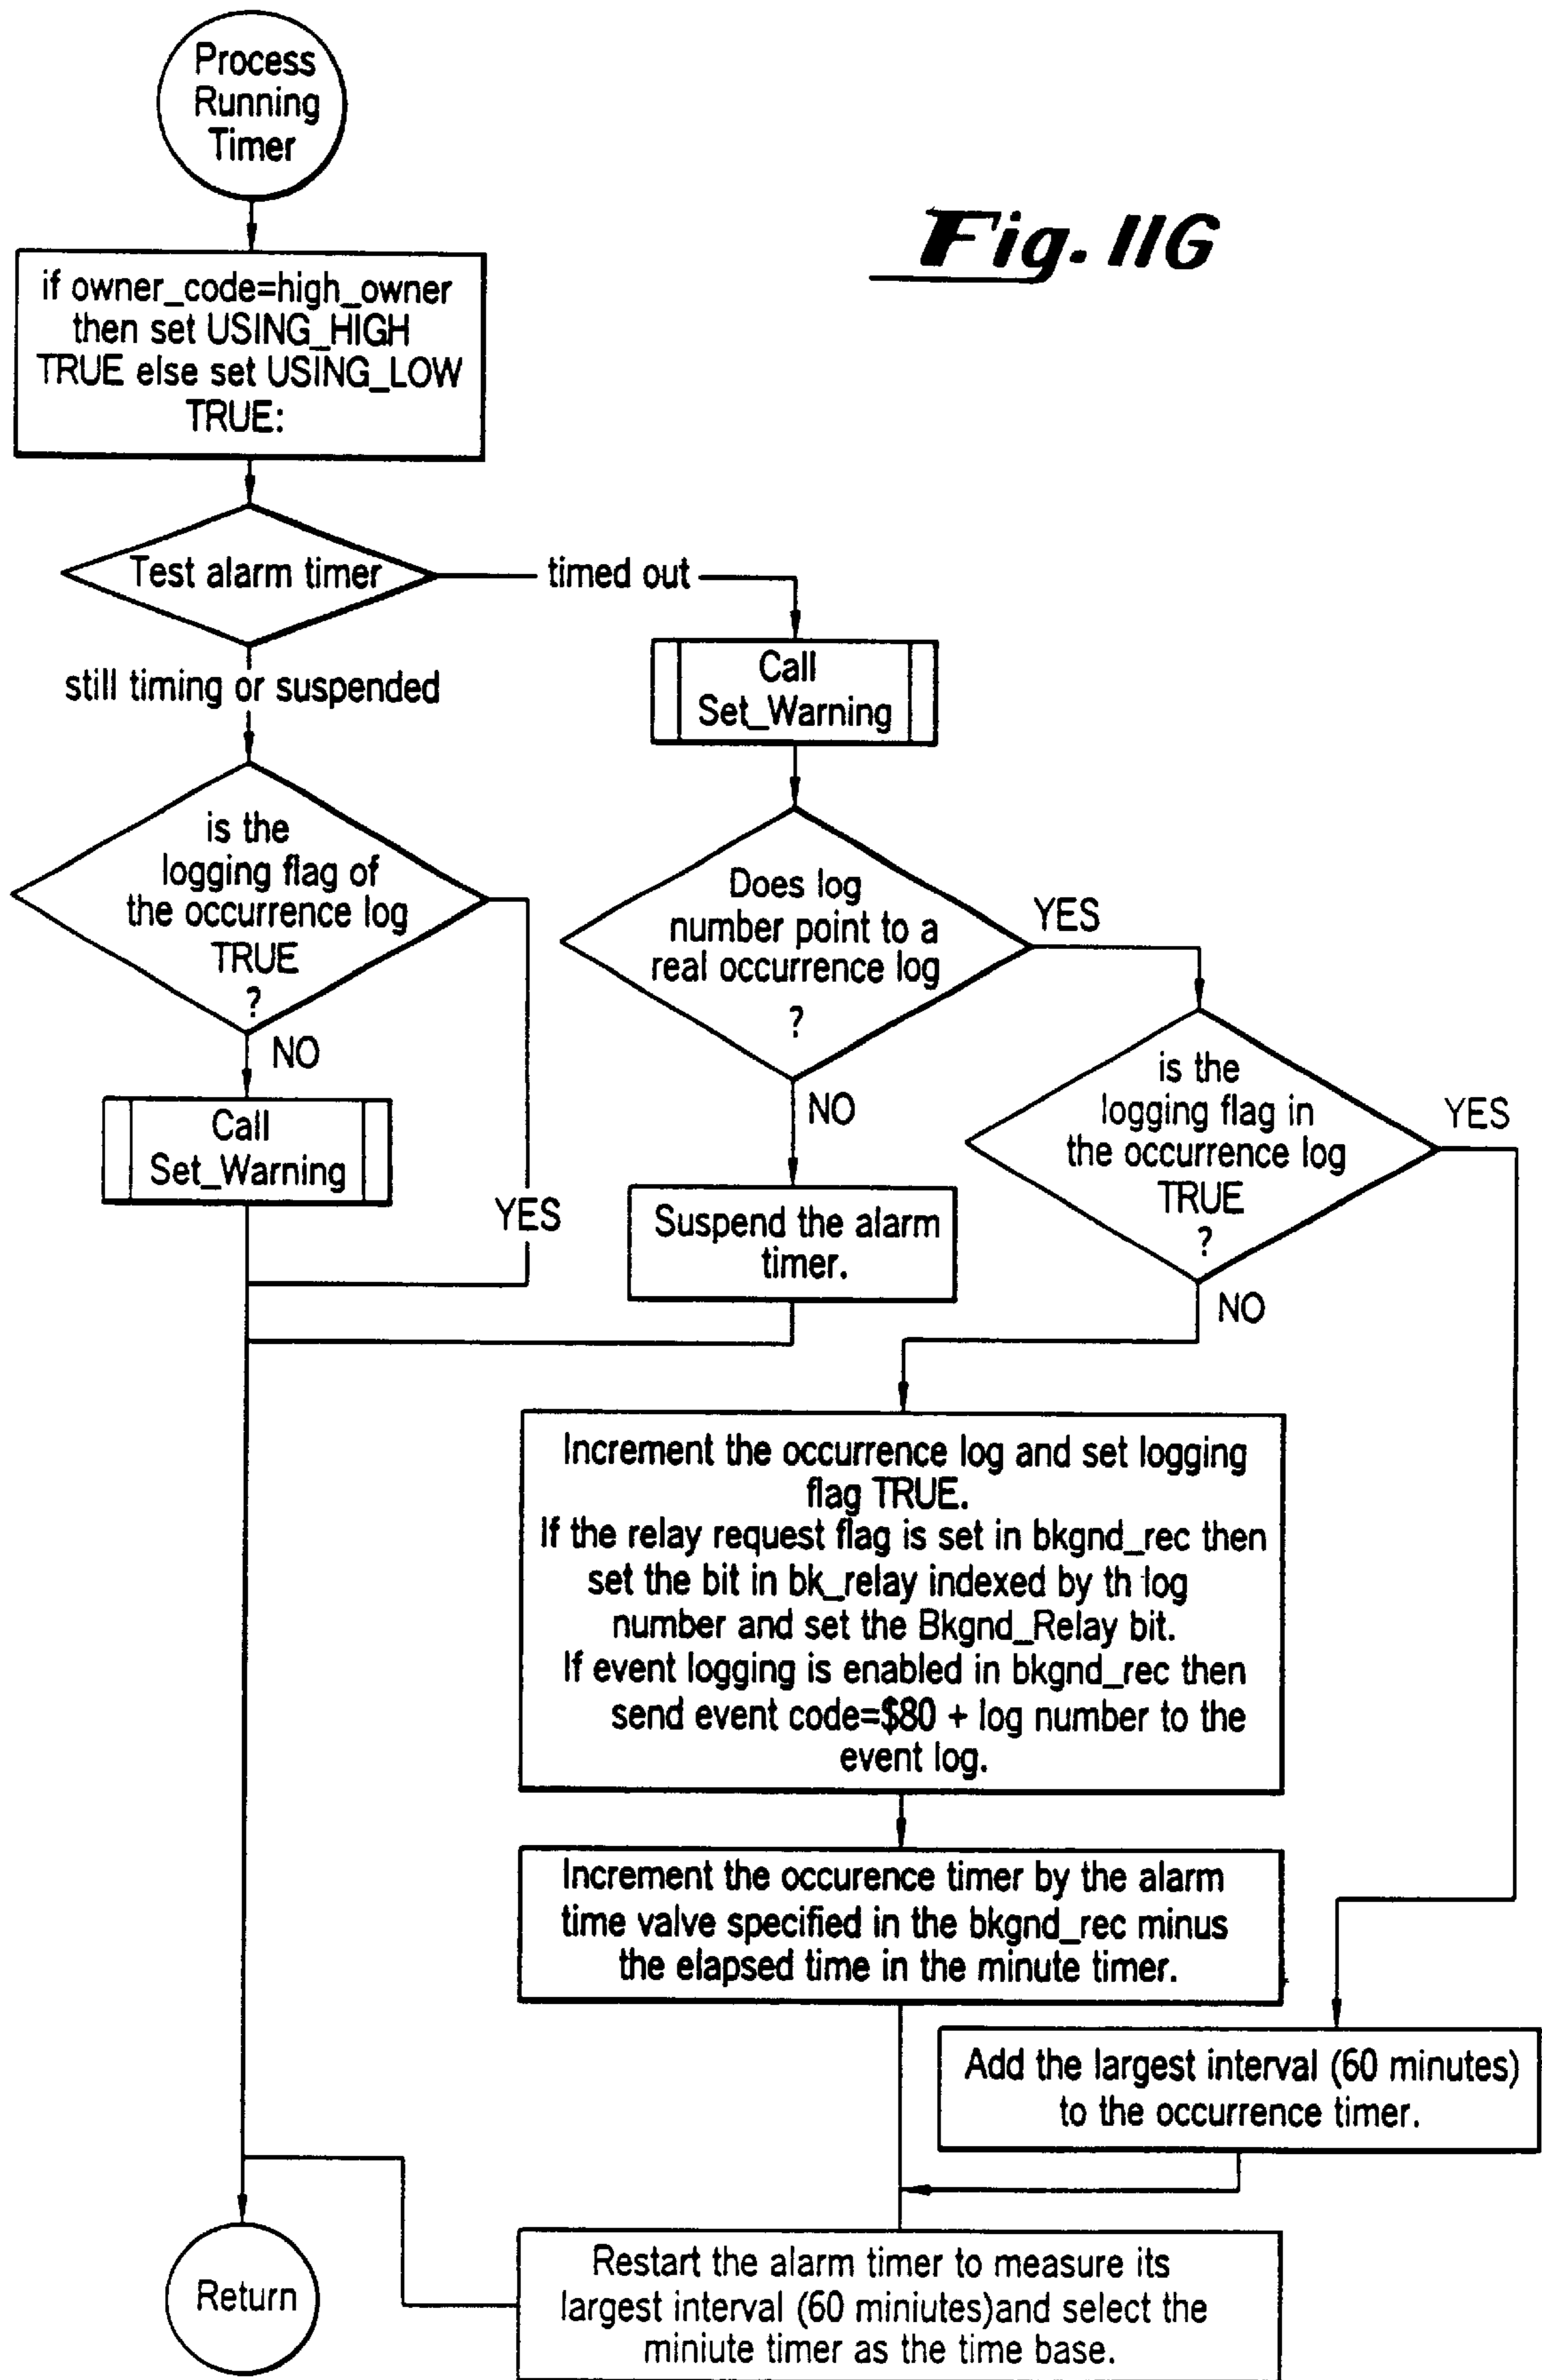 Process
Running
Timer
Fig. 11G
if owner_code=high_owner
then set USING_HIGH
TRUE else set USING_LOW
TRUE:
Test alarm timer
timed out
still timing or suspended
Call
Set_Warning
is the
logging flag of
the occurrence log
TRUE
?
Does log
number point to a
real occurrence log
?
YES
NO
is the
logging flag in
the occurrence log
TRUE
?
YES
NO
Call
Set_Warning
YES
Suspend the alarm
timer.
NO
Increment the occurrence log and set logging
flag TRUE.
If the relay request flag is set in bkgnd_rec then
set the bit in bk_relay indexed by th log
number and set the Bkgnd_Relay bit.
If event logging is enabled in bkgnd_rec then
send event code=$80 + log number to the
event log.
Increment the occurence timer by the alarm
time valve specified in the bkgnd_rec minus
the elapsed time in the minute timer.
Add the largest interval (60 minutes)
to the occurrence timer.
Return
Restart the alarm timer to measure its
largest interval (60 miniutes)and select the
miniute timer as the time base.